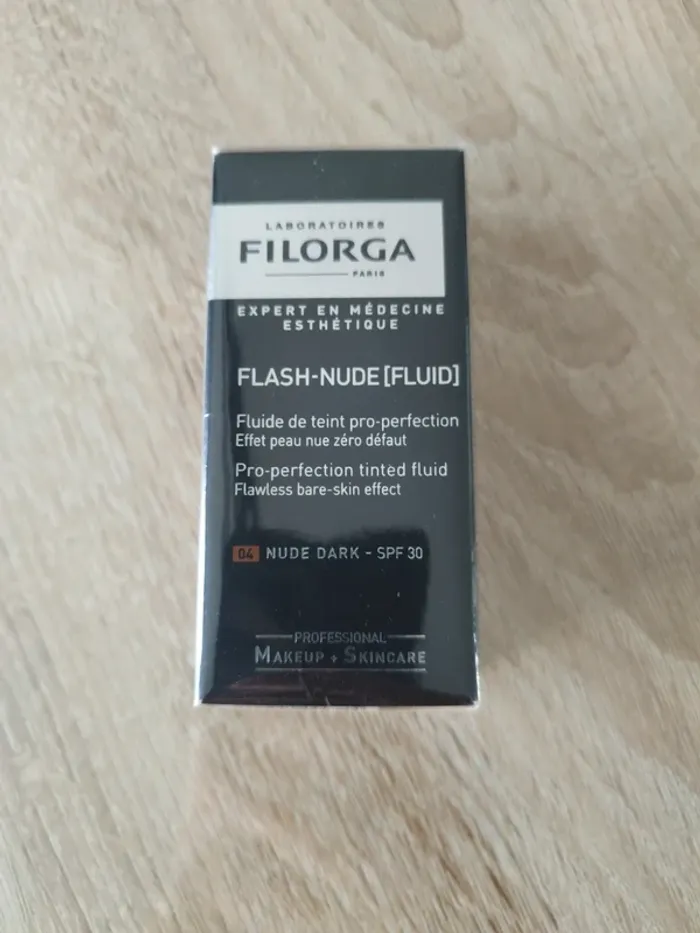 LABORATOIRES
FILORGA
PARIS
EXPERT EN MÉDECINE
ESTHÉTIQUE
FLASH-NUDE [FLUID]
Fluide de teint pro-perfection
Effet peau nue zéro défaut
Pro-perfection tinted fluid
Flawless bare-skin effect
04 NUDE DARK - SPF 30
PROFESSIONAL
MAKEUP + SKINCARE